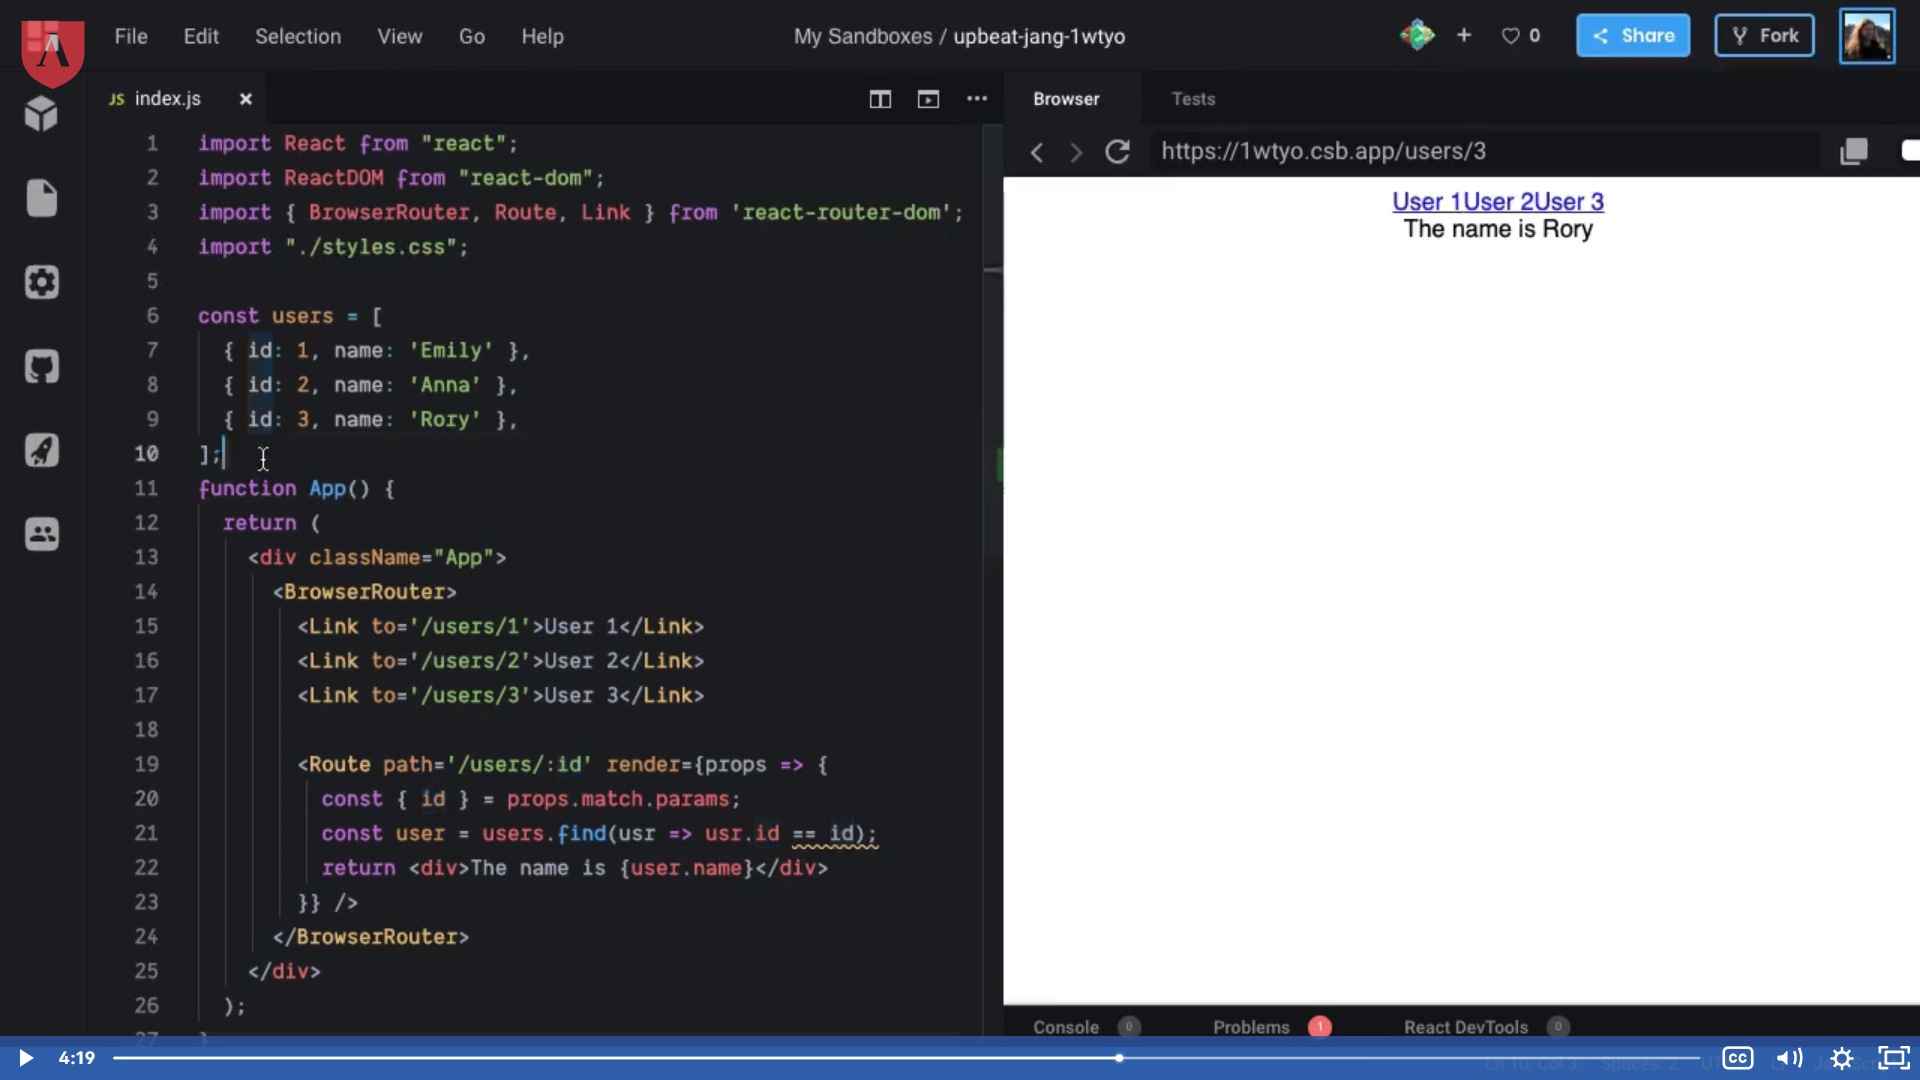 File Edit Selection View Go Help My Sandboxes / upbeat-jang-1wtyo + 0 Share Fork
JS index.js × Browser Tests
https://1wtyo.csb.app/users/3
1 import React from "react";
2 import ReactDOM from "react-dom";
3 import { BrowserRouter, Route, Link } from 'react-router-dom';
4 import "./styles.css";
5
6 const users = [
7 { id: 1, name: 'Emily' },
8 { id: 2, name: 'Anna' },
9 { id: 3, name: 'Rory' },
10 ];
11 function App() {
12 return (
13 <div className="App">
14 <BrowserRouter>
15 <Link to='/users/1'>User 1</Link>
16 <Link to='/users/2'>User 2</Link>
17 <Link to='/users/3'>User 3</Link>
18
19 <Route path='/users/:id' render={props => {
20 const { id } = props.match.params;
21 const user = users.find(usr => usr.id == id);
22 return <div>The name is {user.name}</div>
23 }} />
24 </BrowserRouter>
25 </div>
26 );
27 }
User 1User 2User 3
The name is Rory
Console 0 Problems 1 React DevTools 0
4:19 CC
Ln 10, Col 3 Spaces: 2